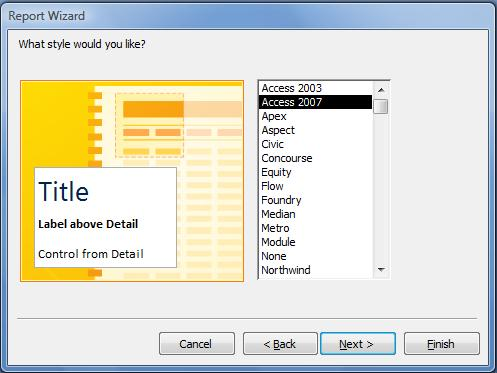 Report Wizard
What style would you like?
Title
Label above Detail
Control from Detail
Access 2003
Access 2007
Apex
Aspect
Civic
Concourse
Equity
Flow
Foundry
Median
Metro
Module
None
Northwind
Cancel
< Back
Next >
Finish